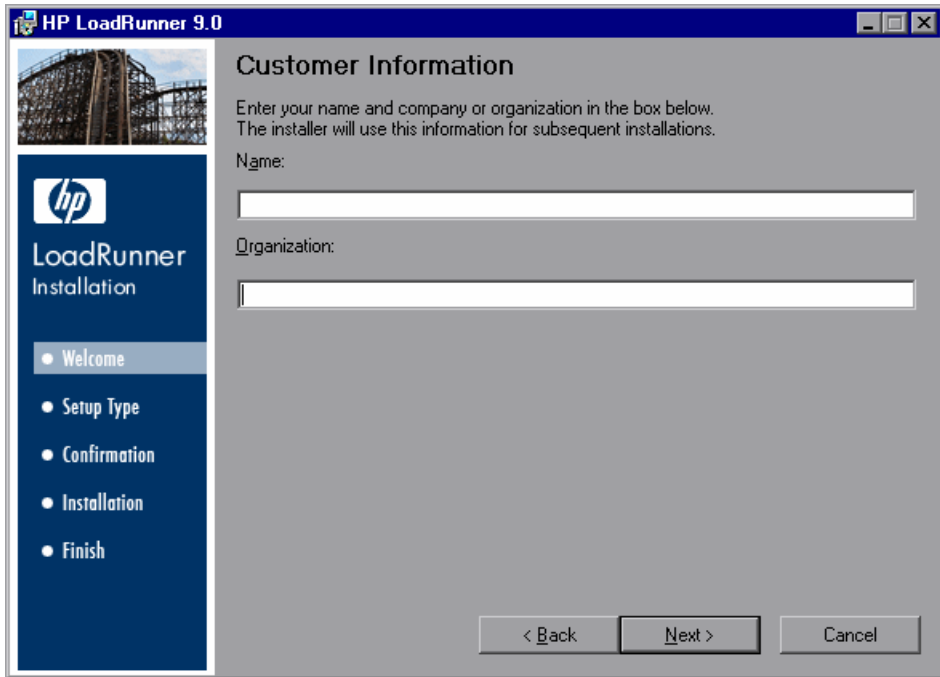 HP LoadRunner 9.0
Customer Information
Enter your name and company or organization in the box below.
The installer will use this information for subsequent installations.
Name:
Organization:
hp
LoadRunner
Installation
Welcome
Setup Type
Confirmation
Installation
Finish
< Back
Next >
Cancel